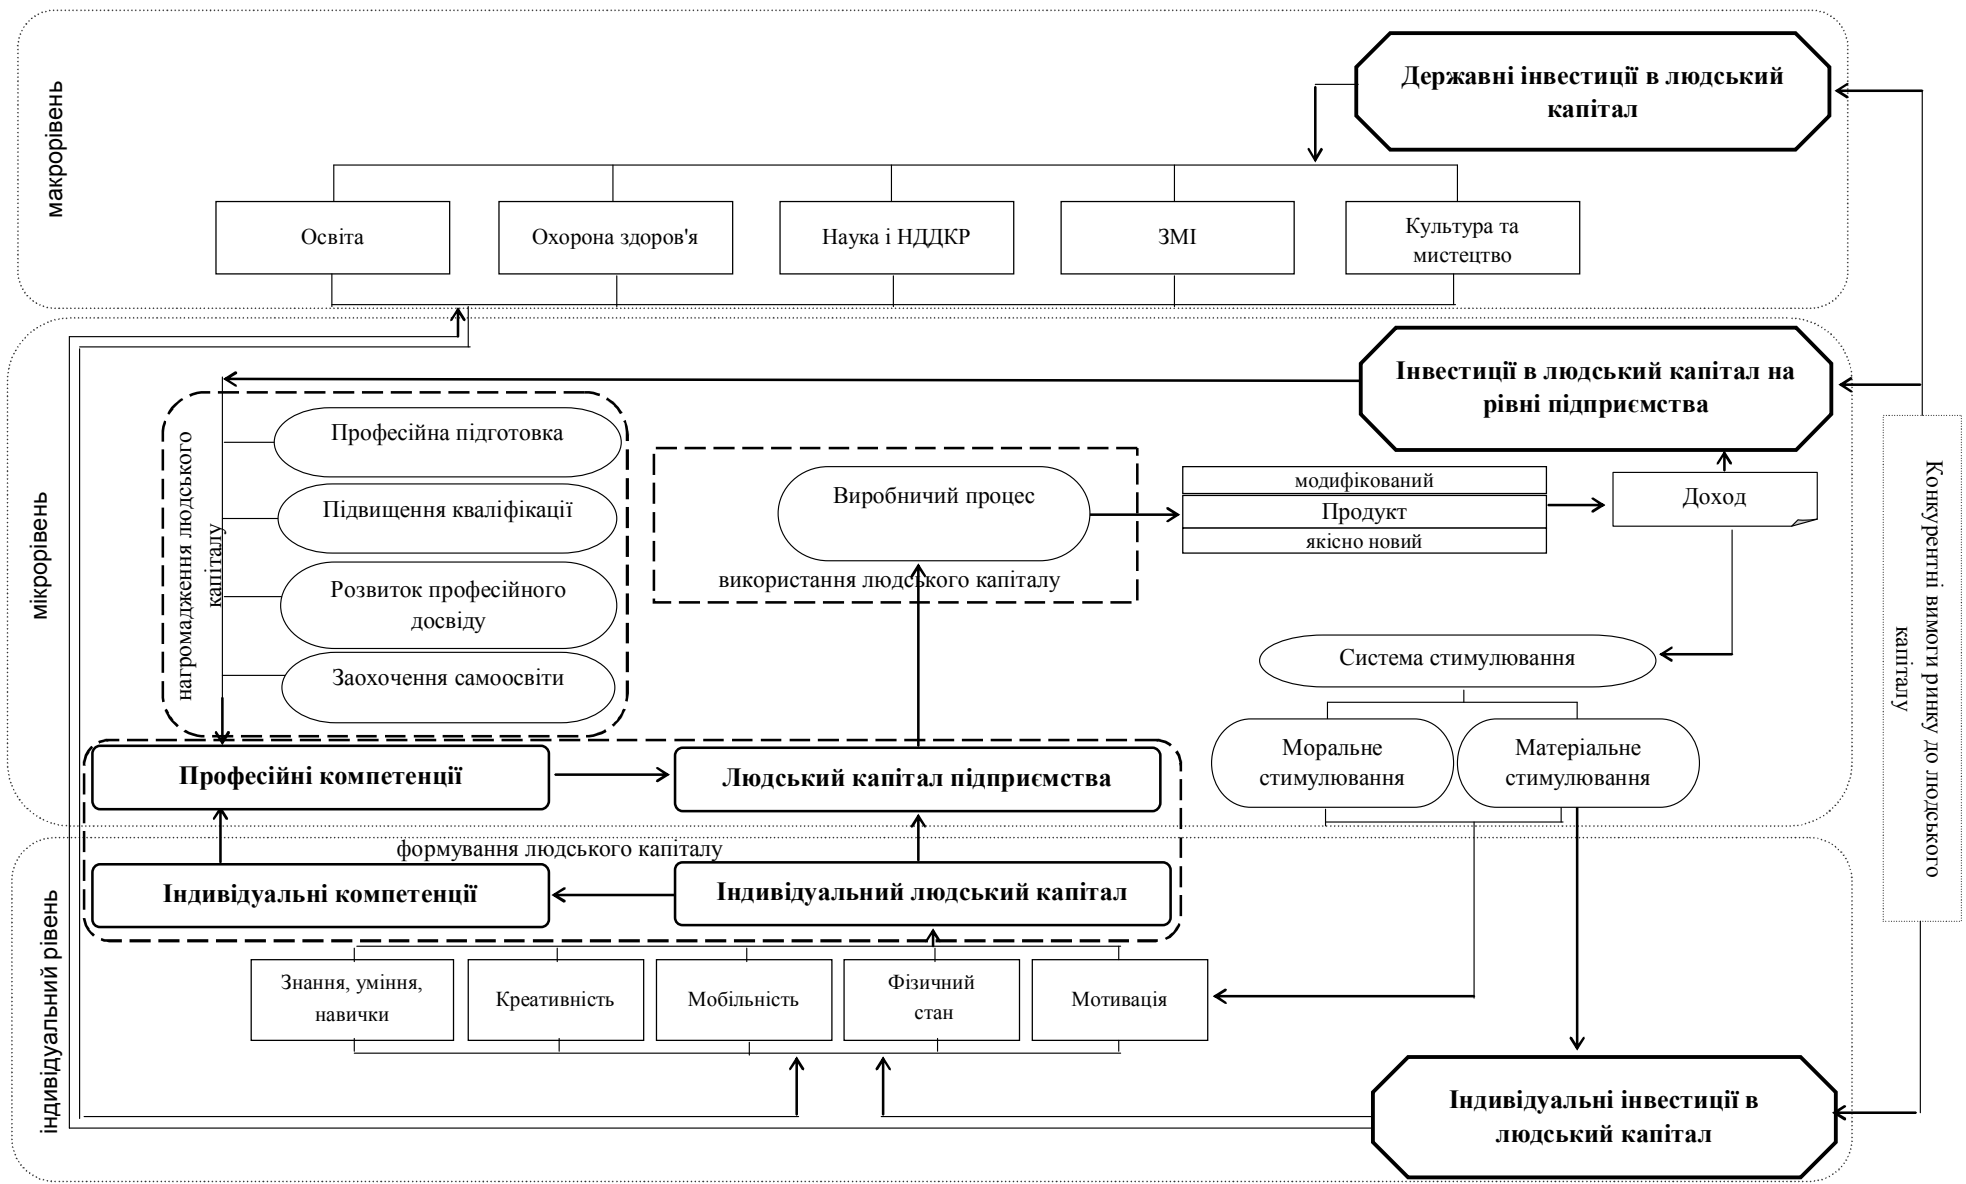 макрорівень
Державні інвестиції в людський
капітал
Освіта
Охорона здоров'я
Наука і НДДКР
ЗМІ
Культура та
мистецтво
мікрорівень
Інвестиції в людський капітал на
рівні підприємства
нагромадження людського
капіталу
Професійна підготовка
Підвищення кваліфікації
Розвиток професійного
досвіду
Заохочення самоосвіти
Виробничий процес
використання людського капіталу
модифікований
Продукт
якісно новий
Доход
Система стимулювання
Моральне
стимулювання
Матеріальне
стимулювання
Конкурентні вимоги ринку до людського
капіталу
Професійні компетенції
Людський капітал підприємства
формування людського капіталу
індивідуальний рівень
Індивідуальні компетенції
Індивідуальний людський капітал
Знання, уміння,
навички
Креативність
Мобільність
Фізичний
стан
Мотивація
Індивідуальні інвестиції в
людський капітал